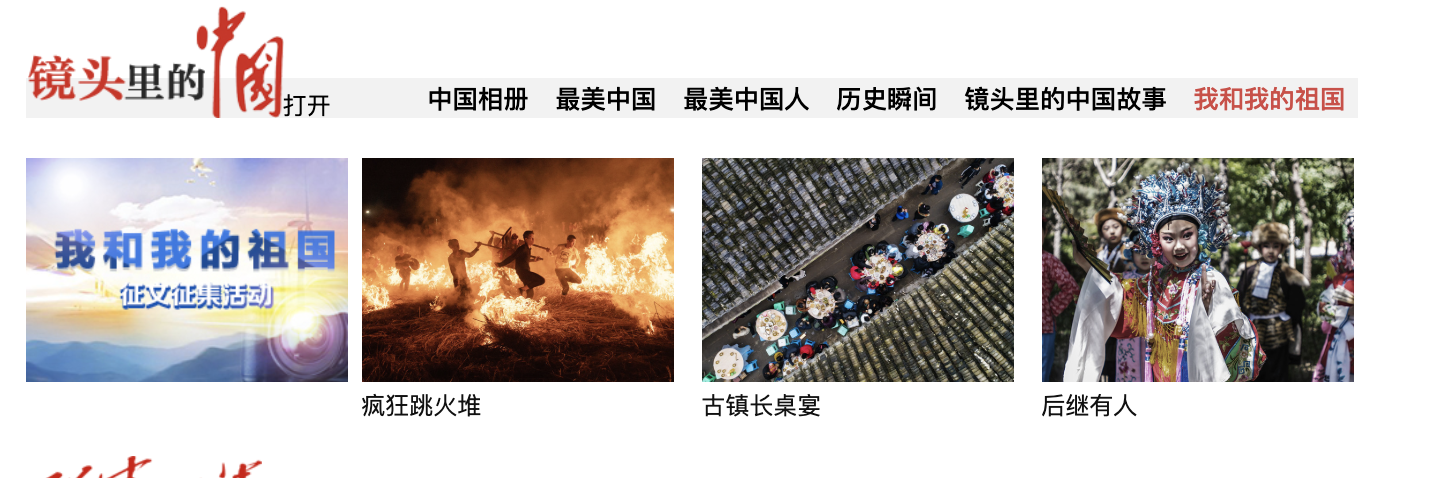 镜头里的中国
打开
中国相册 最美中国 最美中国人 历史瞬间 镜头里的中国故事 我和我的祖国
我和我的祖国
征文征集活动
疯狂跳火堆
古镇长桌宴
后继有人